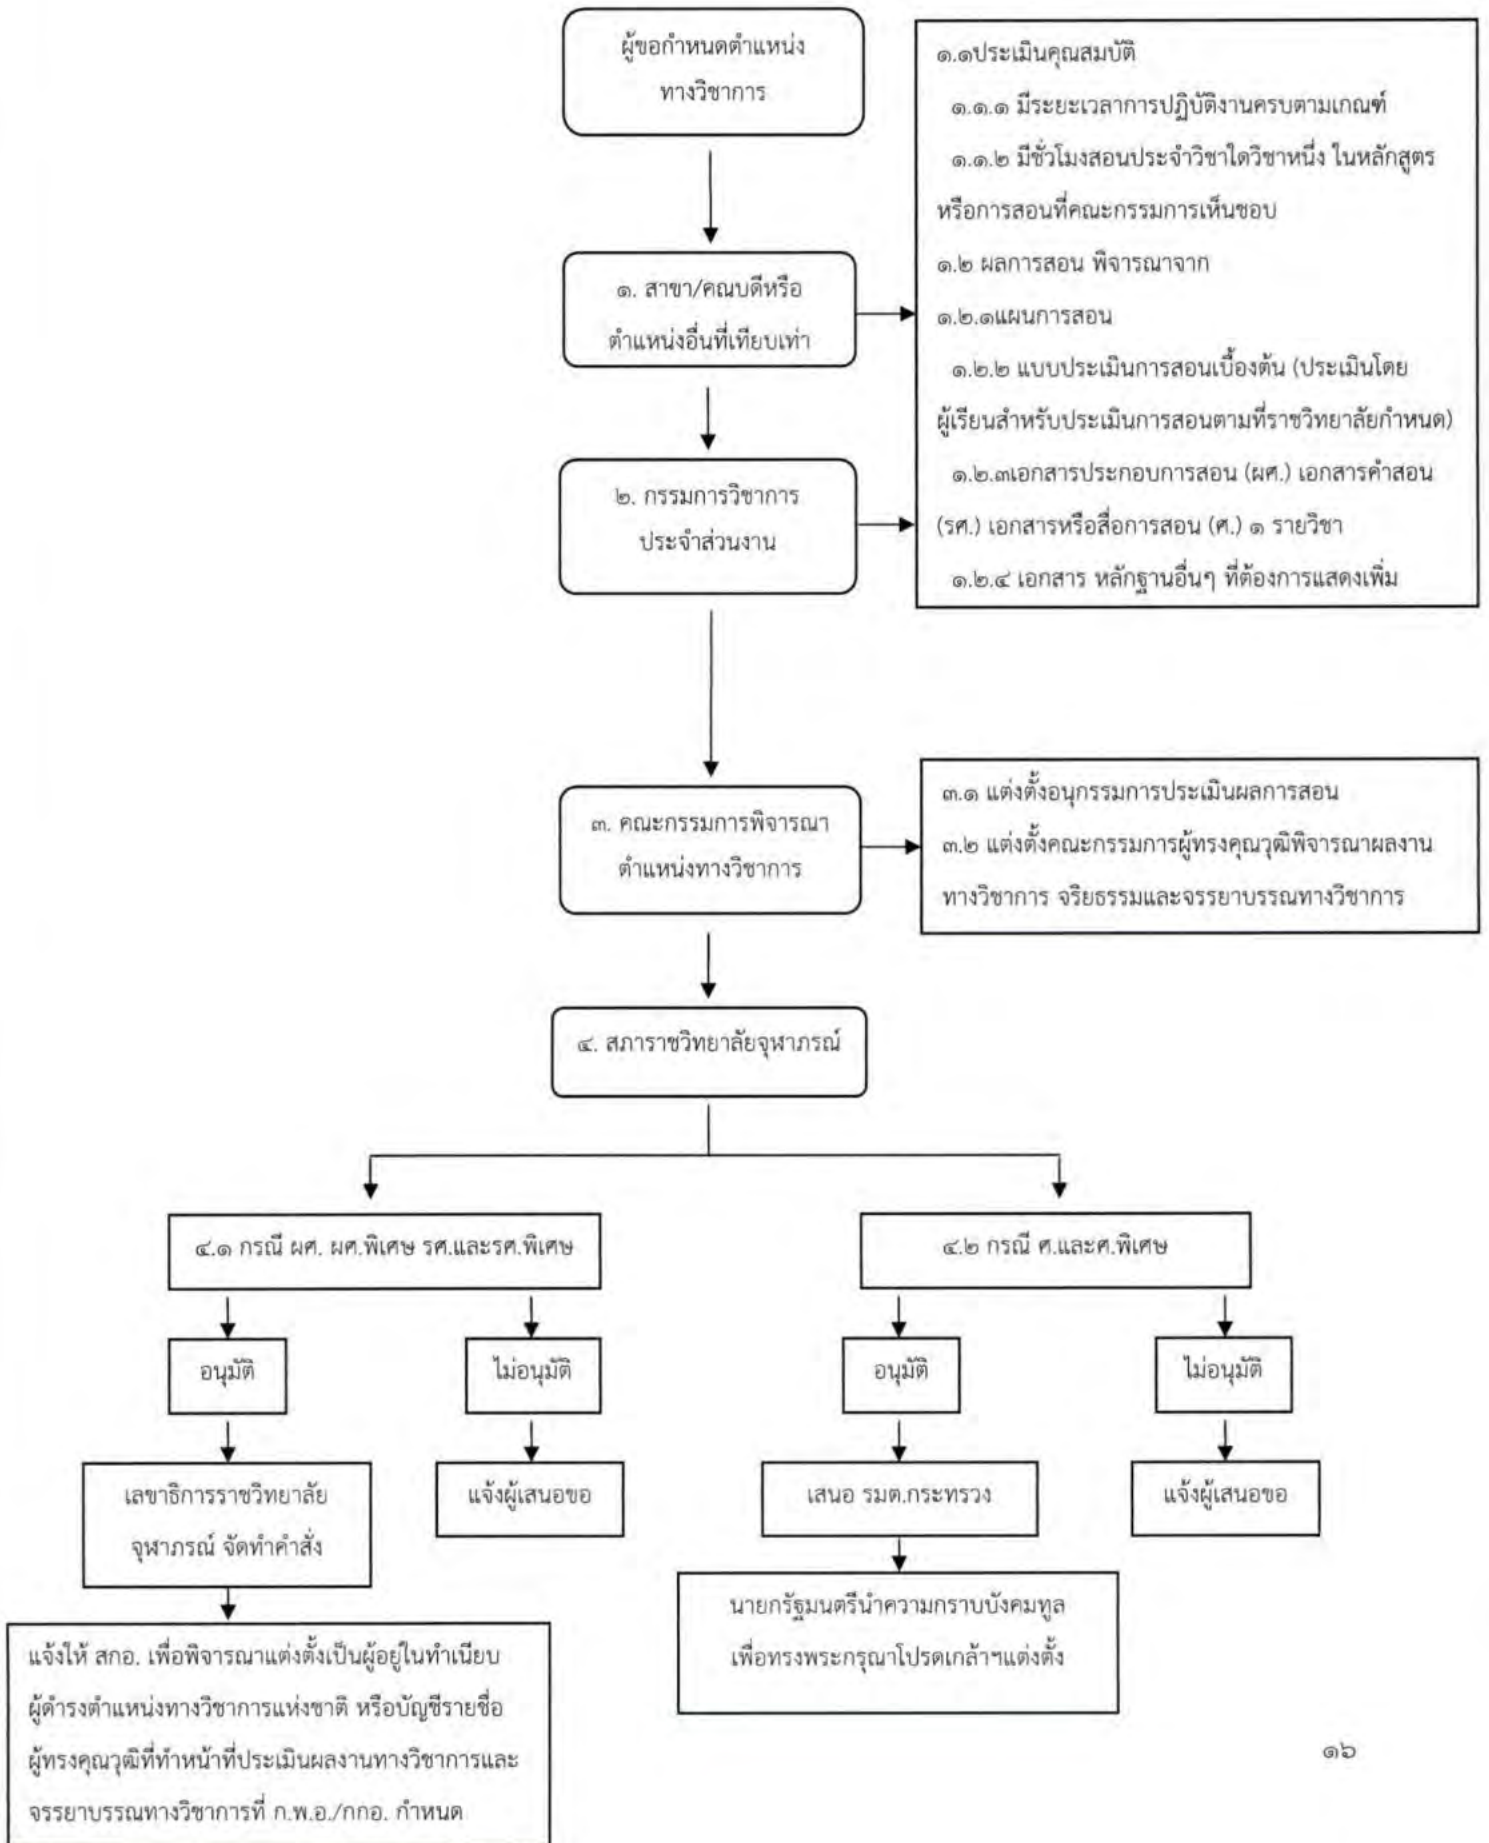 ผู้ขอกำหนดตำแหน่ง
ทางวิชาการ
๑. สาขา/คณบดีหรือ
ตำแหน่งอื่นที่เทียบเท่า
๑.๑ประเมินคุณสมบัติ
๑.๑.๑ มีระยะเวลาการปฏิบัติงานครบตามเกณฑ์
๑.๑.๒ มีชั่วโมงสอนประจำวิชาใดวิชาหนึ่ง ในหลักสูตร
หรือการสอนที่คณะกรรมการเห็นชอบ
๑.๒ ผลการสอน พิจารณาจาก
๑.๒.๑แผนการสอน
๑.๒.๒ แบบประเมินการสอนเบื้องต้น (ประเมินโดย
ผู้เรียนสำหรับประเมินการสอนตามที่ราชวิทยาลัยกำหนด)
๑.๒.๓เอกสารประกอบการสอน (ผศ.) เอกสารคำสอน
(รศ.) เอกสารหรือสื่อการสอน (ศ.) ๑ รายวิชา
๑.๒.๔ เอกสาร หลักฐานอื่นๆ ที่ต้องการแสดงเพิ่ม
๒. กรรมการวิชาการ
ประจำส่วนงาน
๓. คณะกรรมการพิจารณา
ตำแหน่งทางวิชาการ
๓.๑ แต่งตั้งอนุกรรมการประเมินผลการสอน
๓.๒ แต่งตั้งคณะกรรมการผู้ทรงคุณวุฒิพิจารณาผลงาน
ทางวิชาการ จริยธรรมและจรรยาบรรณทางวิชาการ
๔. สภาราชวิทยาลัยจุฬาภรณ์
๔.๑ กรณี ผศ. ผศ.พิเศษ รศ.และรศ.พิเศษ
๔.๒ กรณี ศ.และศ.พิเศษ
อนุมัติ
ไม่อนุมัติ
อนุมัติ
ไม่อนุมัติ
เลขาธิการราชวิทยาลัย
จุฬาภรณ์ จัดทำคำสั่ง
แจ้งผู้เสนอขอ
เสนอ รมต.กระทรวง
แจ้งผู้เสนอขอ
แจ้งให้ สกอ. เพื่อพิจารณาแต่งตั้งเป็นผู้อยู่ในทำเนียบ
ผู้ดำรงตำแหน่งทางวิชาการแห่งชาติ หรือบัญชีรายชื่อ
ผู้ทรงคุณวุฒิที่ทำหน้าที่ประเมินผลงานทางวิชาการและ
จรรยาบรรณทางวิชาการที่ ก.พ.อ./กกอ. กำหนด
นายกรัฐมนตรีนำความกราบบังคมทูล
เพื่อทรงพระกรุณาโปรดเกล้าฯแต่งตั้ง
๑๖